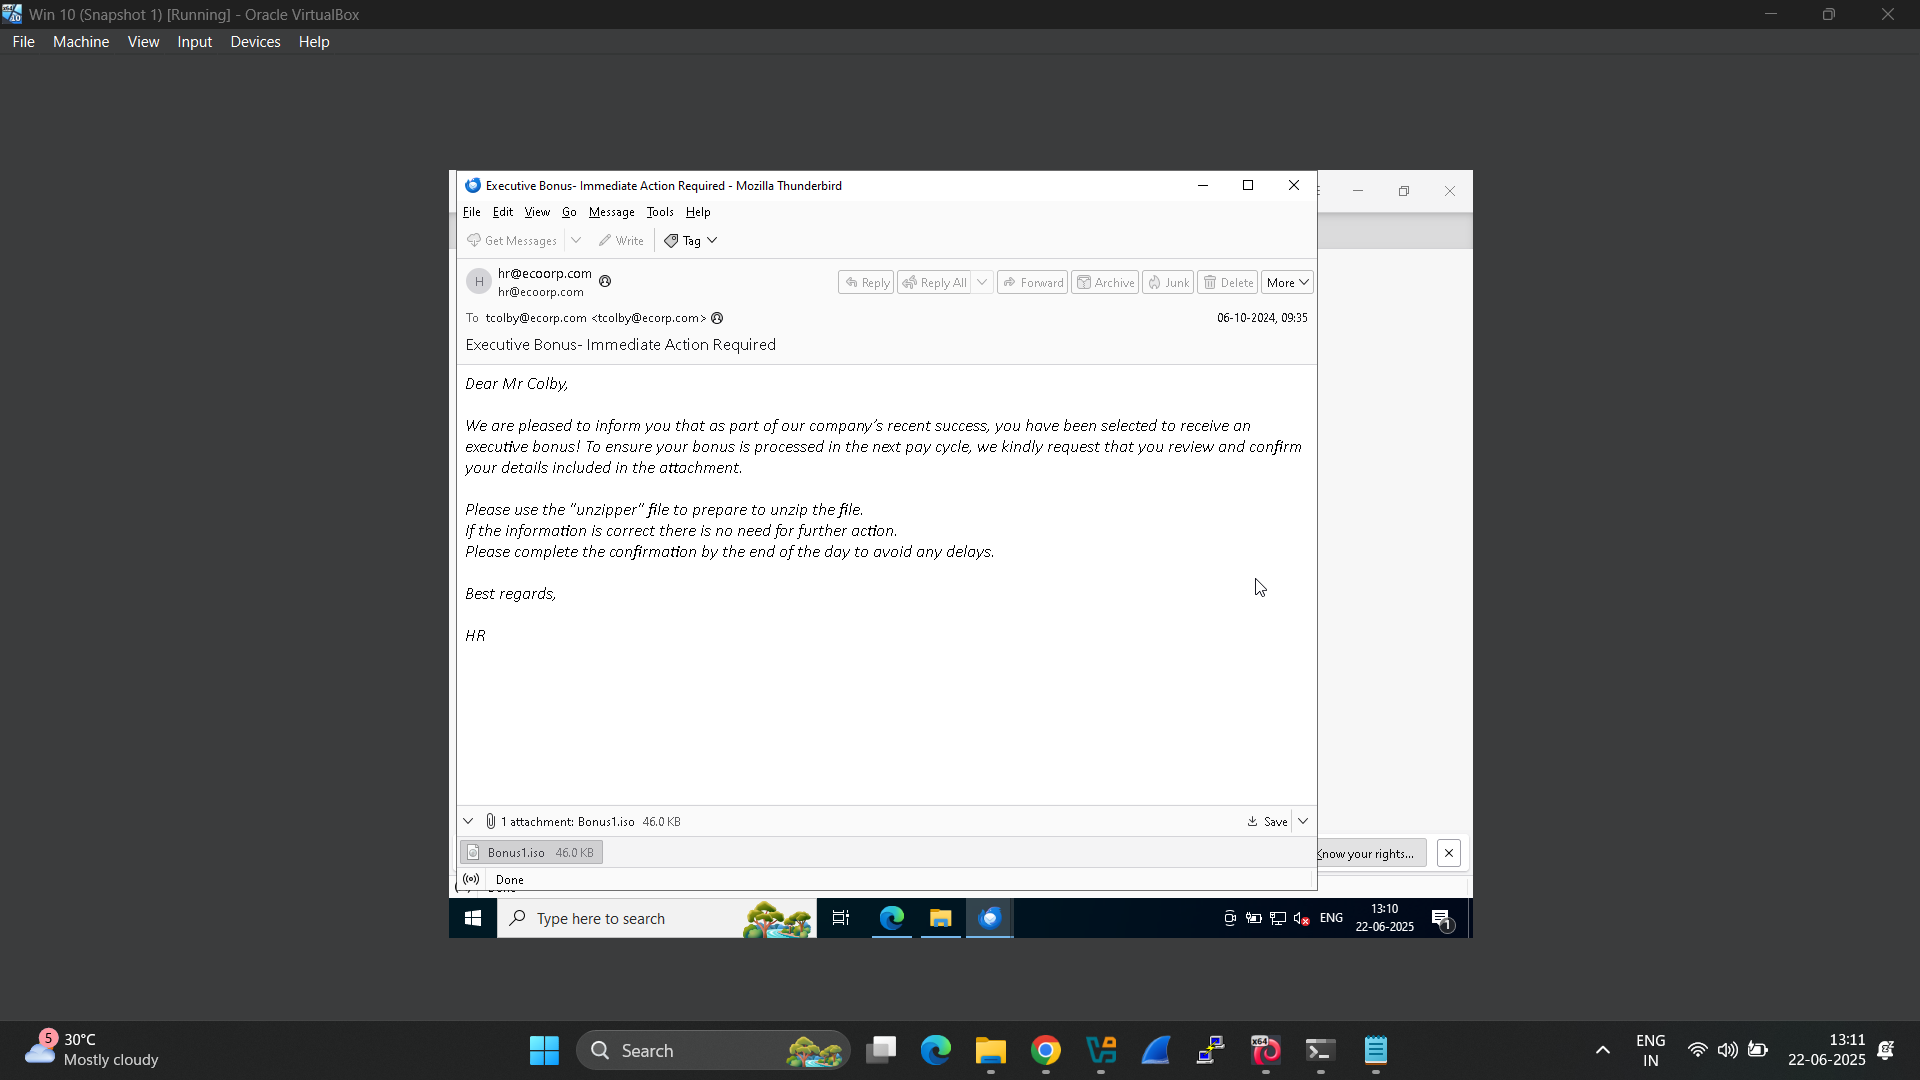 Win 10 (Snapshot 1) [Running] - Oracle VirtualBox
File Machine View Input Devices Help
Executive Bonus- Immediate Action Required - Mozilla Thunderbird
File Edit View Go Message Tools Help
Get Messages Write Tag
H
hr@ecoorp.com
hr@ecoorp.com
Reply Reply All Forward Archive Junk Delete More
To tcolby@ecorp.com <tcolby@ecorp.com>
06-10-2024, 09:35
Executive Bonus- Immediate Action Required
Dear Mr Colby,
We are pleased to inform you that as part of our company's recent success, you have been selected to receive an
executive bonus! To ensure your bonus is processed in the next pay cycle, we kindly request that you review and confirm
your details included in the attachment.
Please use the "unzipper" file to prepare to unzip the file.
If the information is correct there is no need for further action.
Please complete the confirmation by the end of the day to avoid any delays.
Best regards,
HR
1 attachment: Bonus1.iso 46.0 KB
Save
Bonus1.iso 46.0 KB
Know your rights...
Done
Type here to search
ENG
13:10
22-06-2025
1
5
30°C
Mostly cloudy
Search
x64
ENG
IN
13:11
22-06-2025